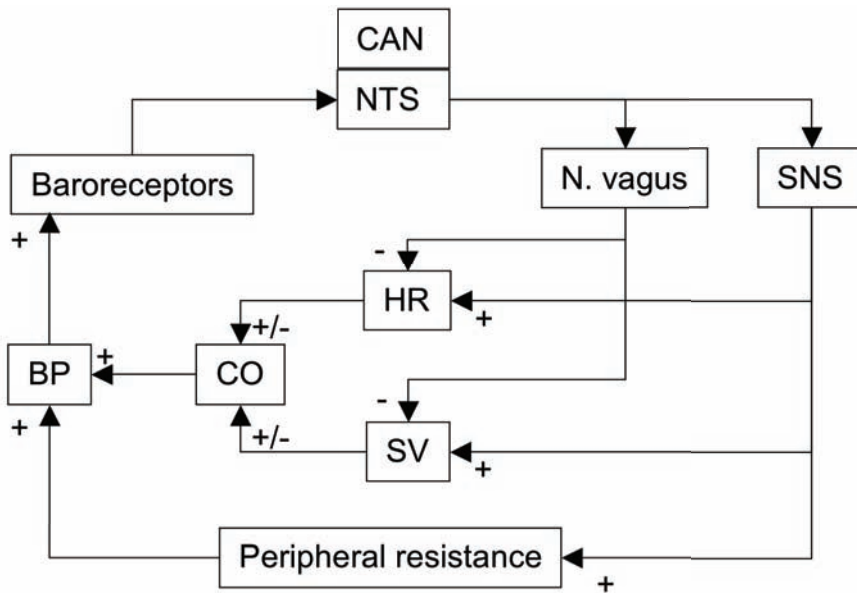 CAN
NTS
Baroreceptors
N. vagus
SNS
+
-
HR
+
+/-
BP
+
CO
+
-
+/-
SV
+
Peripheral resistance
+